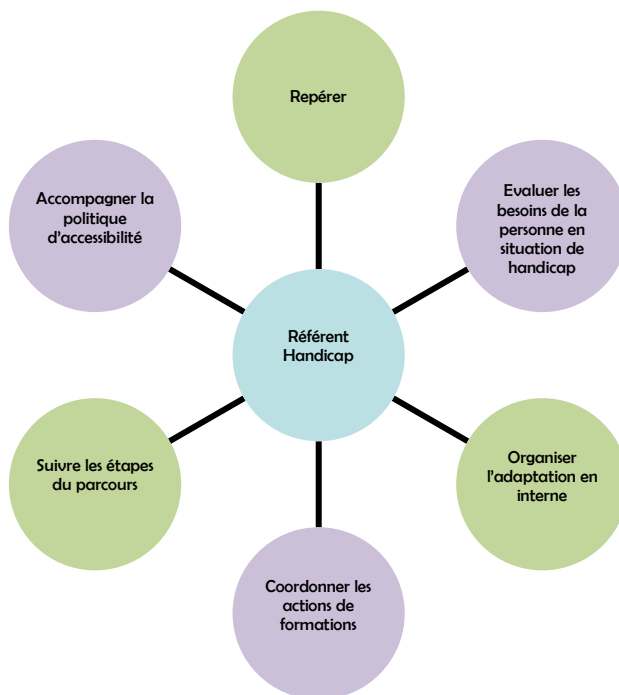 Repérer
Evaluer les
besoins de la
personne en
situation de
handicap
Organiser
l'adaptation en
interne
Coordonner les
actions de
formations
Suivre les étapes
du parcours
Accompagner la
politique
d'accessibilité
Référent
Handicap